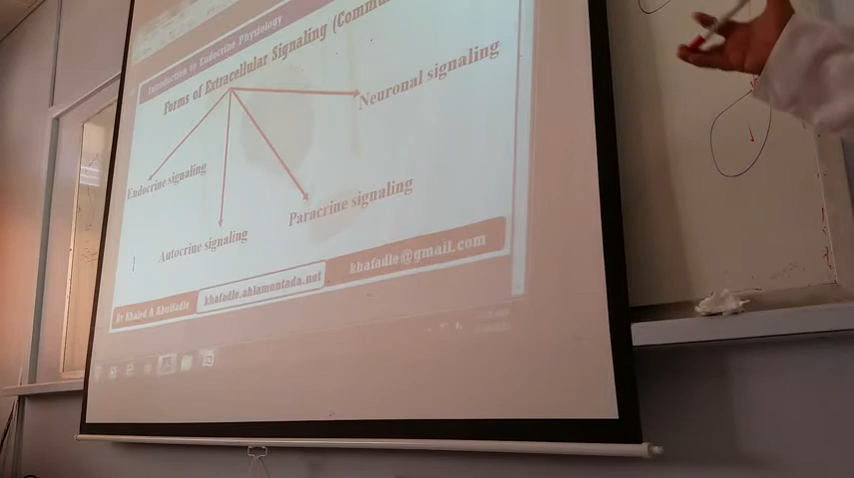 Introduction to Endocrine Physiology
Forms of Extracellular Signaling (Commu
Neuronal signaling
Endocrine signaling
Paracrine signaling
Autocrine signaling
khafadle@gmail.com
khafadle.ahlamontada.net
Dr Khaled A Abulfadle